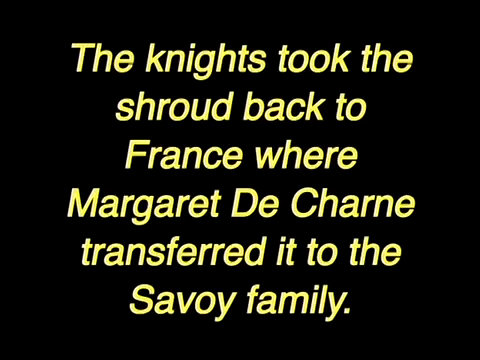 The knights took the
shroud back to
France where
Margaret De Charne
transferred it to the
Savoy family.